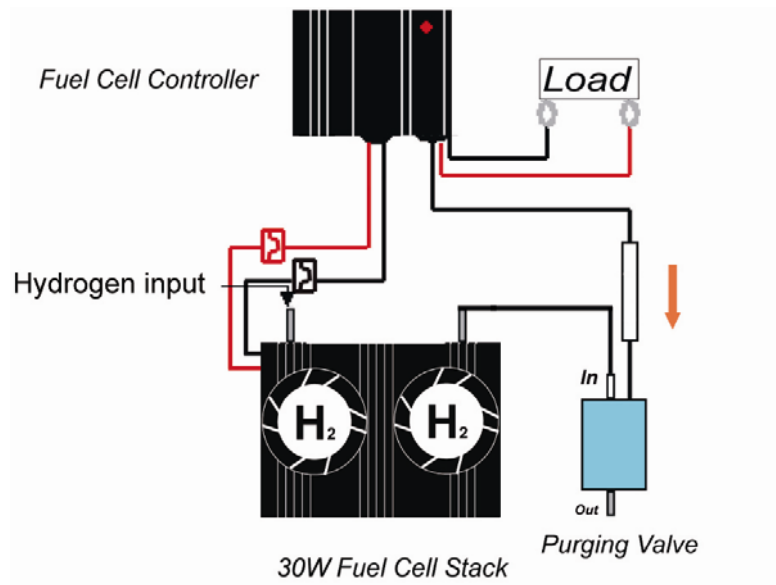 Fuel Cell Controller
Load
Hydrogen input
H2
H2
In
Out
Purging Valve
30W Fuel Cell Stack